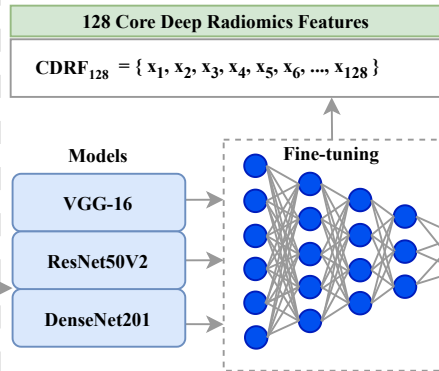 128 Core Deep Radiomics Features
CDRF₁₂₈ = { x₁, x₂, x₃, x₄, x₅, x₆, ..., x₁₂₈ }
Models
Fine-tuning
VGG-16
ResNet50V2
DenseNet201